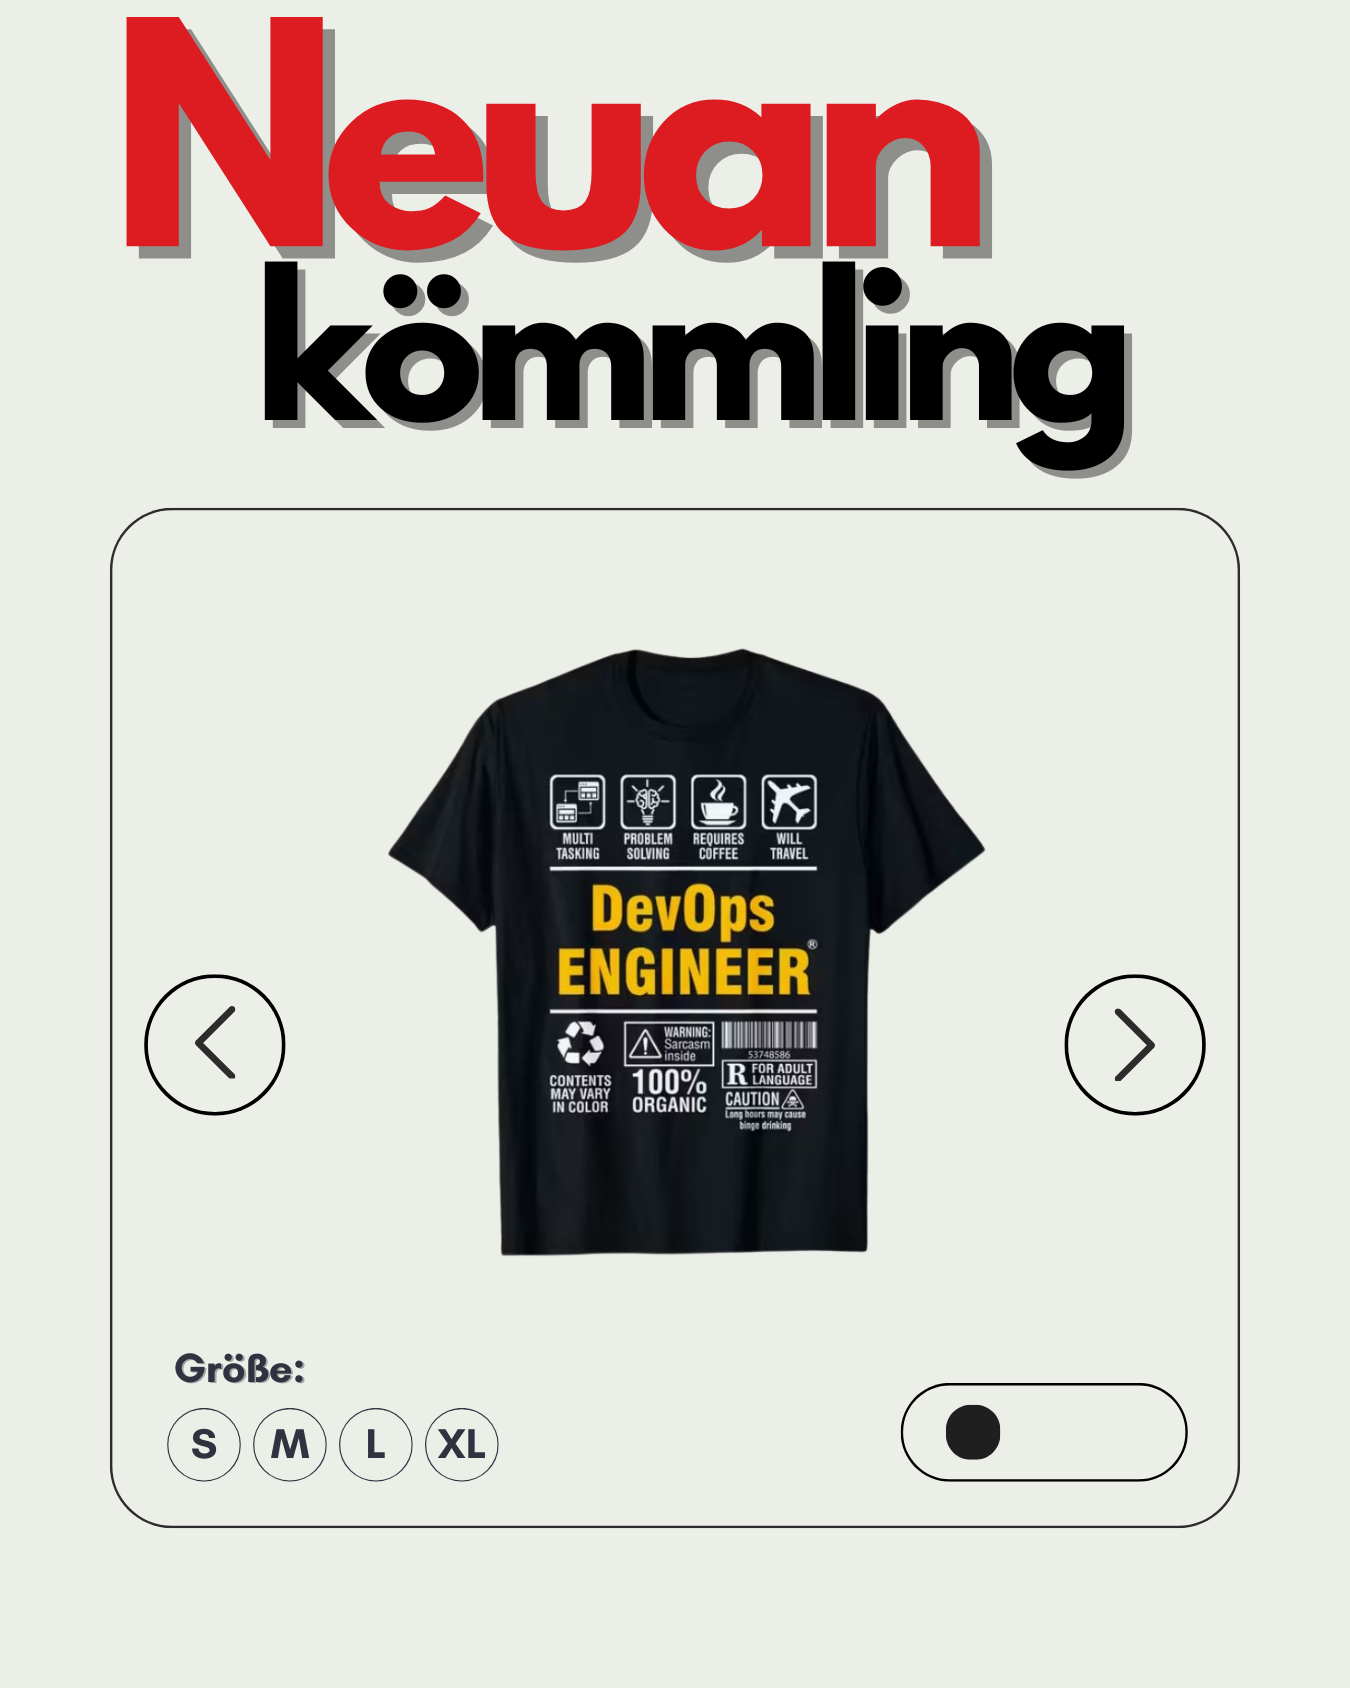 Neuan
kömmling
MULTI
TASKING
PROBLEM
SOLVING
REQUIRES
COFFEE
WILL
TRAVEL
DevOps
ENGINEER®
CONTENTS
MAY VARY
IN COLOR
WARNING:
Sarcasm
inside
100%
ORGANIC
53748586
R FOR ADULT
LANGUAGE
CAUTION
Long hours may cause
binge drinking
Größe:
S M L XL